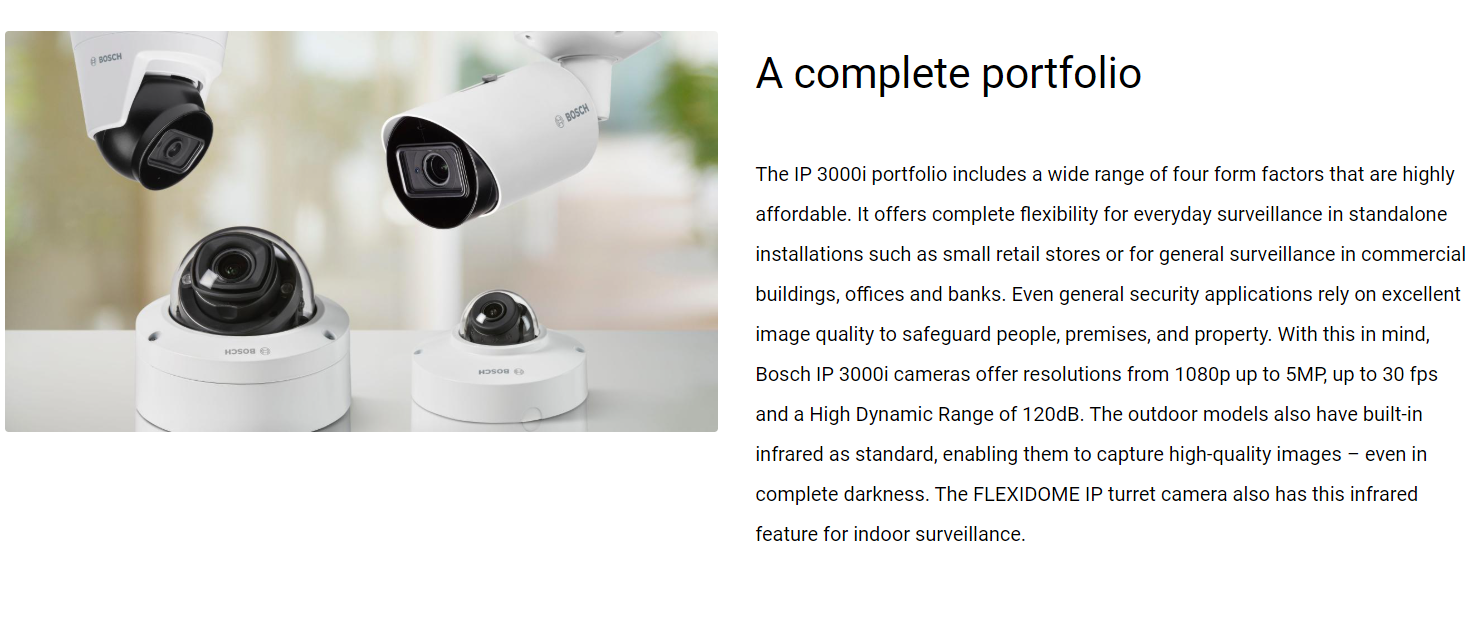 BOSCH
BOSCH
BOSCH
BOSCH
A complete portfolio
The IP 3000i portfolio includes a wide range of four form factors that are highly
affordable. It offers complete flexibility for everyday surveillance in standalone
installations such as small retail stores or for general surveillance in commercial
buildings, offices and banks. Even general security applications rely on excellent
image quality to safeguard people, premises, and property. With this in mind,
Bosch IP 3000i cameras offer resolutions from 1080p up to 5MP, up to 30 fps
and a High Dynamic Range of 120dB. The outdoor models also have built-in
infrared as standard, enabling them to capture high-quality images – even in
complete darkness. The FLEXIDOME IP turret camera also has this infrared
feature for indoor surveillance.